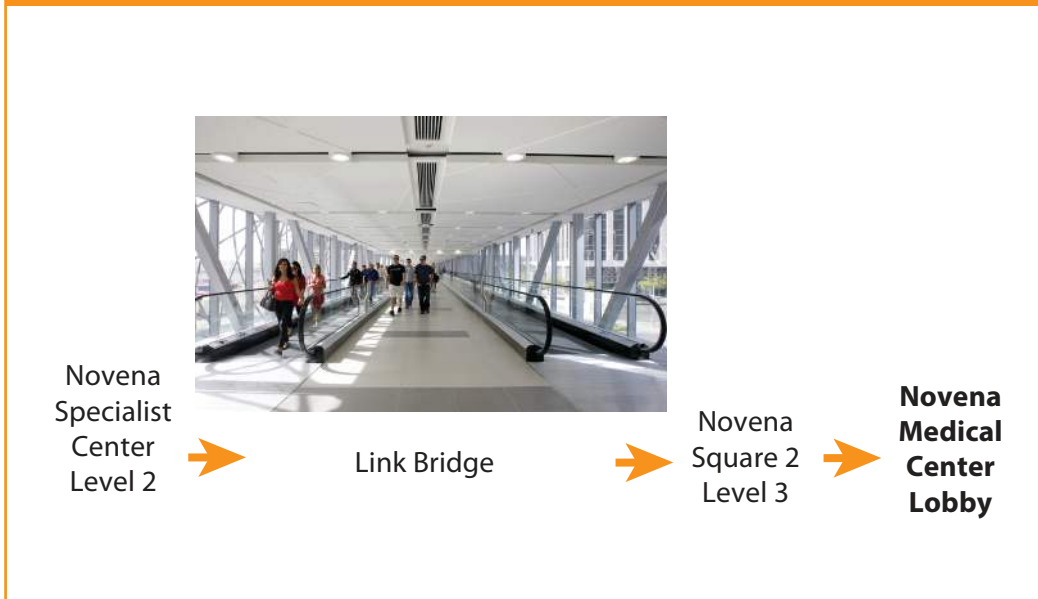 Novena
Specialist
Center
Level 2
Link Bridge
Novena
Square 2
Level 3
Novena
Medical
Center
Lobby